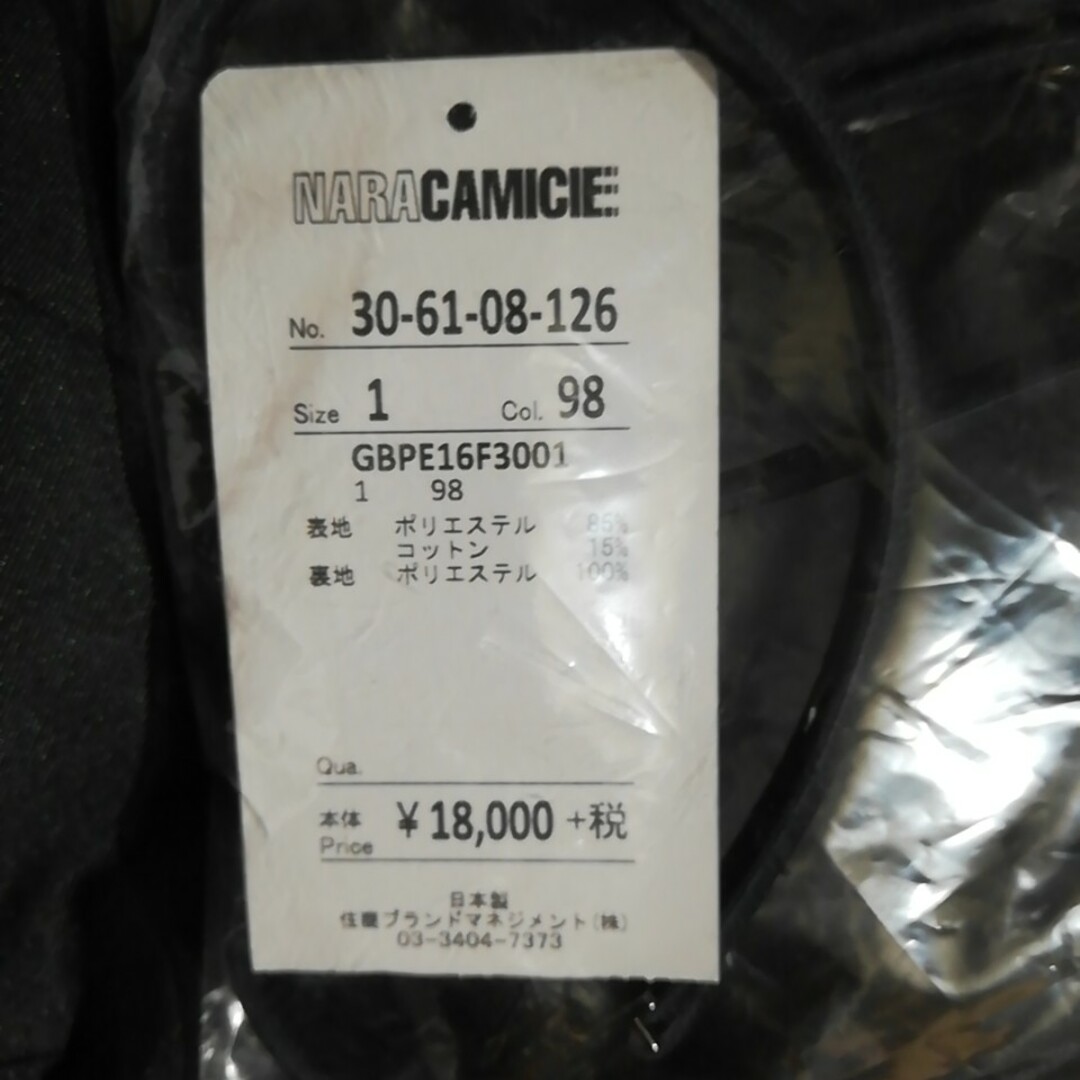 NARACAMICIE
No. 30-61-08-126
Size 1 Col. 98
GBPE16F3001
1 98
表地 ポリエステル 85%
コットン 15%
裏地 ポリエステル 100%
Qua.
本体 Price ¥18,000 +税
日本製
住商ブランドマネジメント(株)
03-3404-7373